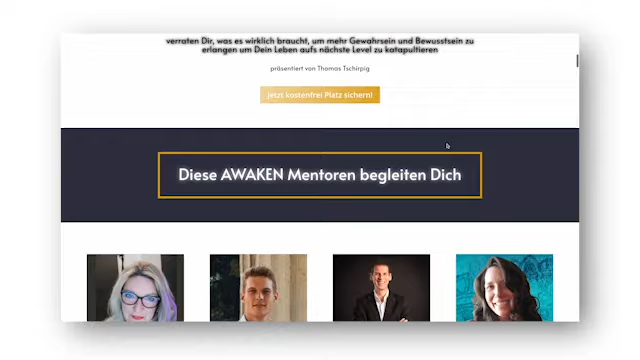 verraten Dir, was es wirklich braucht, um mehr Gewahrsein und Bewusstsein zu
erlangen um Dein Leben aufs nächste Level zu katapultieren
präsentiert von Thomas Tschirpig
Jetzt kostenfrei Platz sichern!
Diese AWAKEN Mentoren begleiten Dich